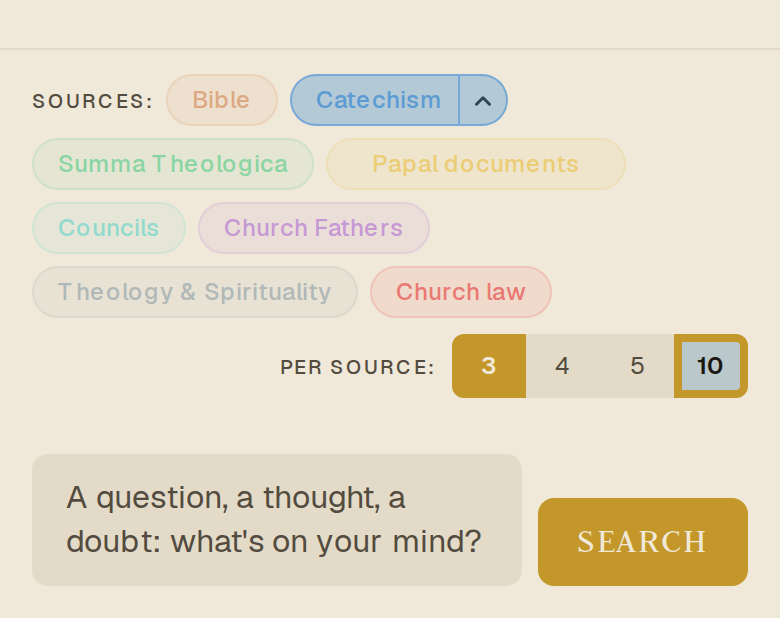 SOURCES: Bible Catechism
Summa Theologica Papal documents
Councils Church Fathers
Theology & Spirituality Church law
PER SOURCE: 3 4 5 10
A question, a thought, a
doubt: what's on your mind?
SEARCH